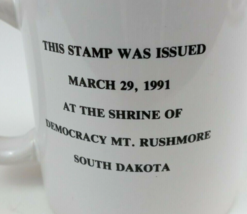 THIS STAMP WAS ISSUED
MARCH 29, 1991
AT THE SHRINE OF
DEMOCRACY MT. RUSHMORE
SOUTH DAKOTA